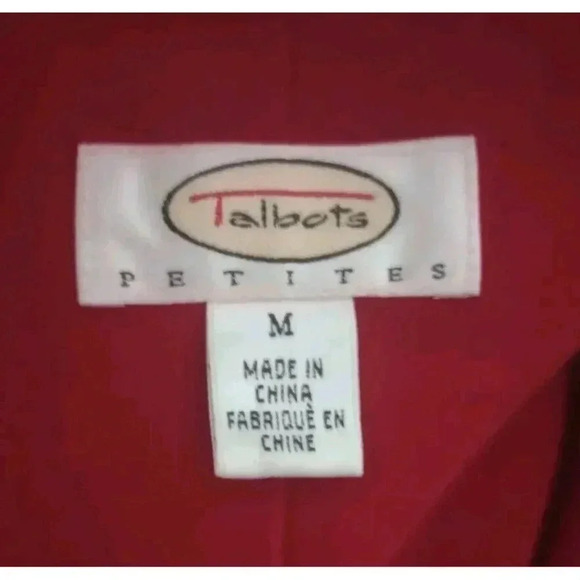 Talbots
PETITES
M
MADE IN
CHINA
FABRIQUÈ EN
CHINE